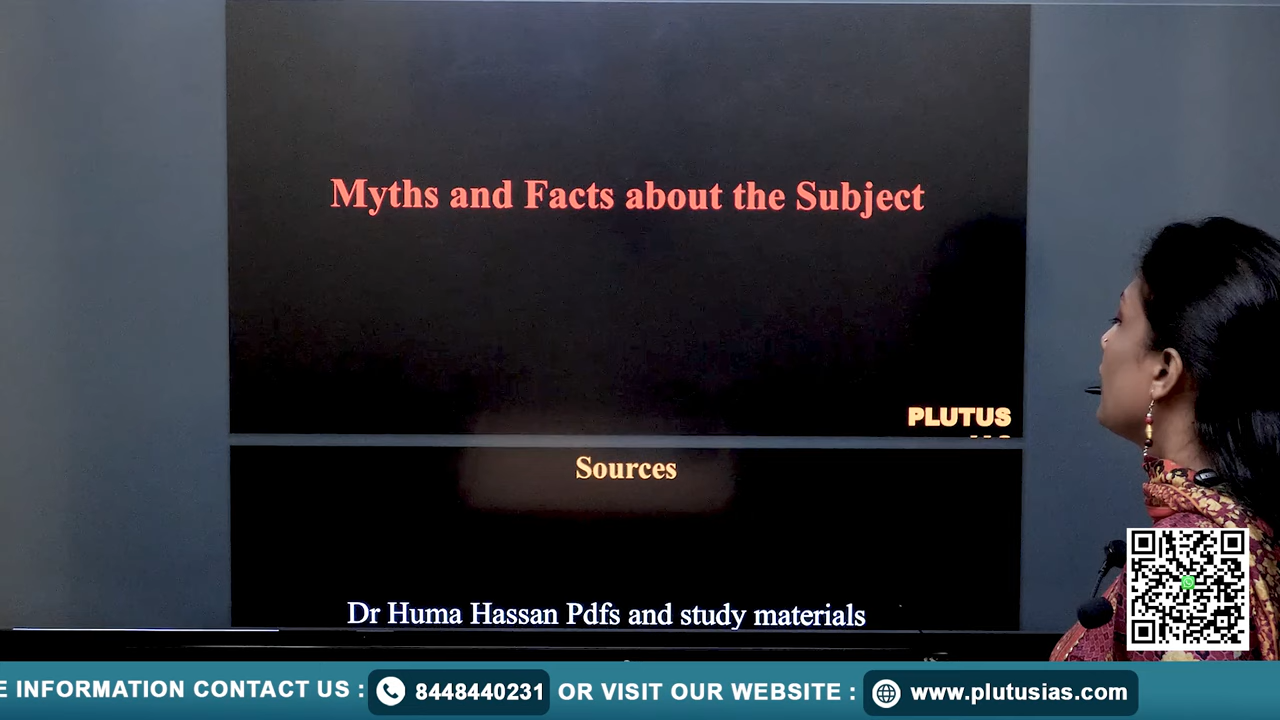 Myths and Facts about the Subject
PLUTUS
Sources
Dr Huma Hassan Pdfs and study materials
E INFORMATION CONTACT US :
8448440231
OR VISIT OUR WEBSITE :
www.plutusias.com